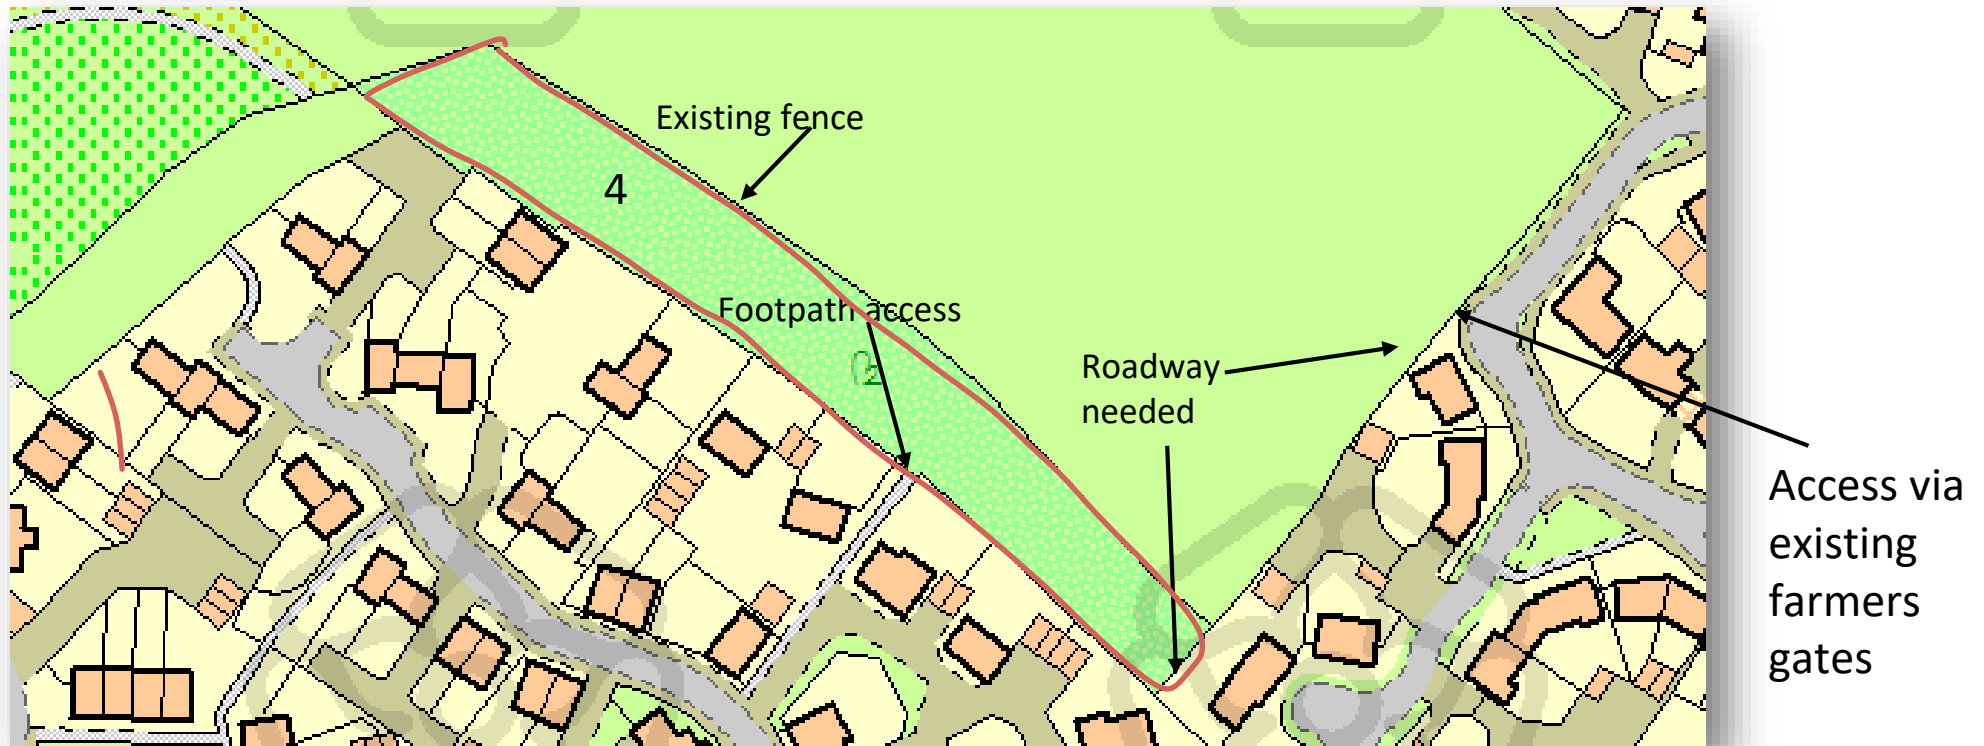 Existing fence
4
Footpath access
Roadway
needed
Access via
existing
farmers
gates